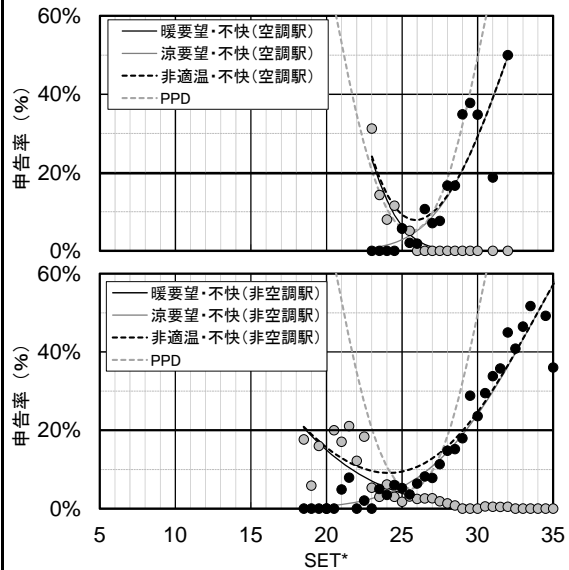 60%
40%
20%
0%
申告率 (%)
暖要望・不快(空調駅)
涼要望・不快(空調駅)
非適温・不快(空調駅)
PPD
60%
40%
20%
0%
申告率 (%)
暖要望・不快(非空調駅)
涼要望・不快(非空調駅)
非適温・不快(非空調駅)
PPD
5 10 15 20 25 30 35
SET*